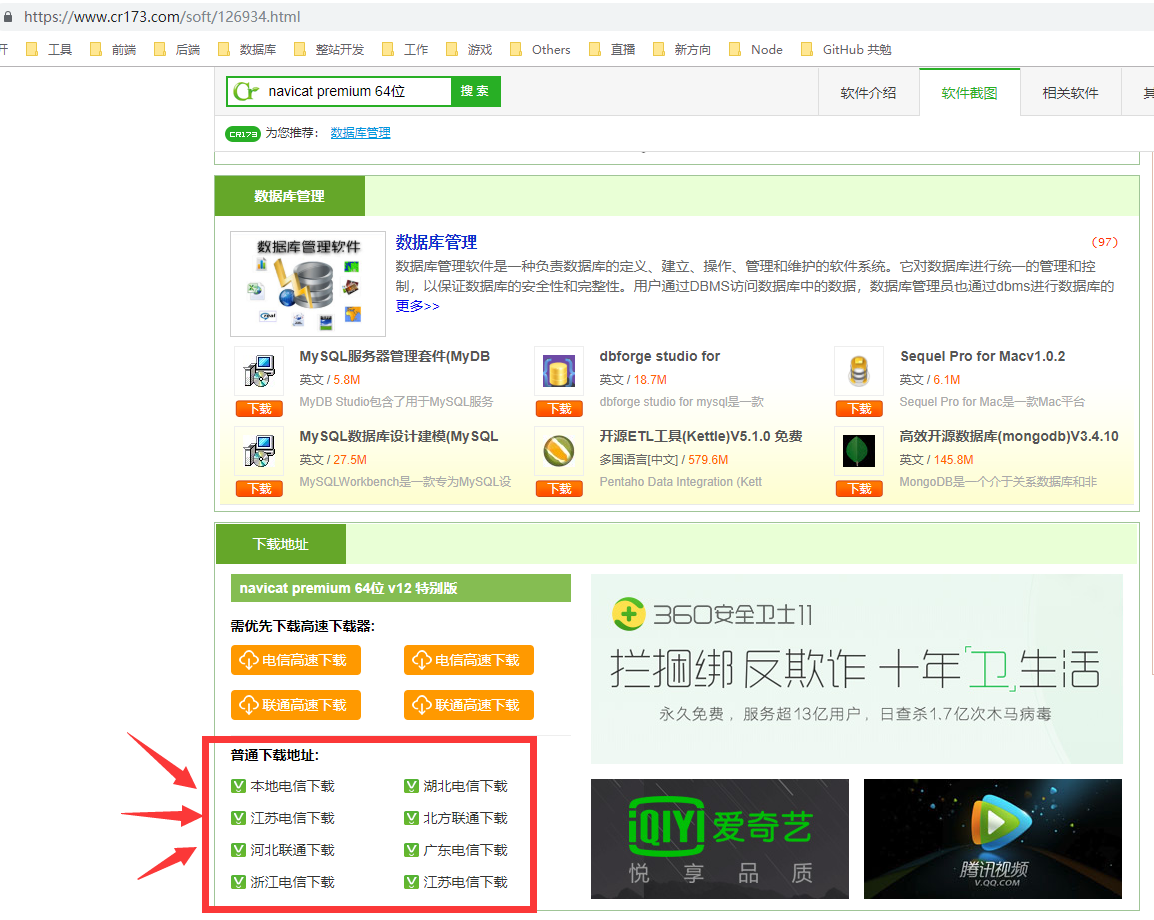 https://www.cr173.com/soft/126934.html
工具 前端 后端 数据库 整站开发 工作 游戏 Others 直播 新方向 Node GitHub 共勉
navicat premium 64位 搜 索 软件介绍 软件截图 相关软件
CR173 为您推荐： 数据库管理
数据库管理
数据库管理软件
数据库管理 (97)
数据库管理软件是一种负责数据库的定义、建立、操作、管理和维护的软件系统。它对数据库进行统一的管理和控
制，以保证数据库的安全性和完整性。用户通过DBMS访问数据库中的数据，数据库管理员也通过dbms进行数据库的
更多>>
MySQL服务器管理套件(MyDB dbforge studio for Sequel Pro for Macv1.0.2
英文 / 5.8M 英文 / 18.7M 英文 / 6.1M
下载 MyDB Studio包含了用于MySQL服务 下载 dbforge studio for mysql是一款 下载 Sequel Pro for Mac是一款Mac平台
MySQL数据库设计建模(MySQL 开源ETL工具(Kettle)V5.1.0 免费 高效开源数据库(mongodb)V3.4.10
英文 / 27.5M 多国语言[中文] / 579.6M 英文 / 145.8M
下载 MySQLWorkbench是一款专为MySQL设 下载 Pentaho Data Integration (Kett 下载 MongoDB是一个介于关系数据库和非
下载地址
navicat premium 64位 v12 特别版
需优先下载高速下载器:
电信高速下载 电信高速下载
联通高速下载 联通高速下载
普通下载地址:
本地电信下载 湖北电信下载
江苏电信下载 北方联通下载
河北联通下载 广东电信下载
浙江电信下载 江苏电信下载
360安全卫士11
拦捆绑 反欺诈 十年卫生活
永久免费，服务超13亿用户，日查杀1.7亿次木马病毒
iQIYI 爱奇艺
悦 享 品 质
腾讯视频
V.QQ.COM